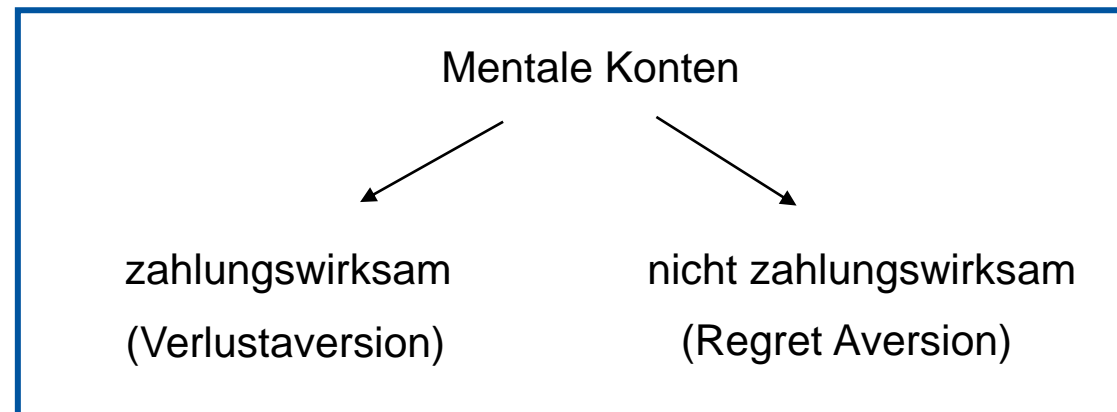 Mentale Konten
zahlungswirksam
(Verlustaversion)
nicht zahlungswirksam
(Regret Aversion)